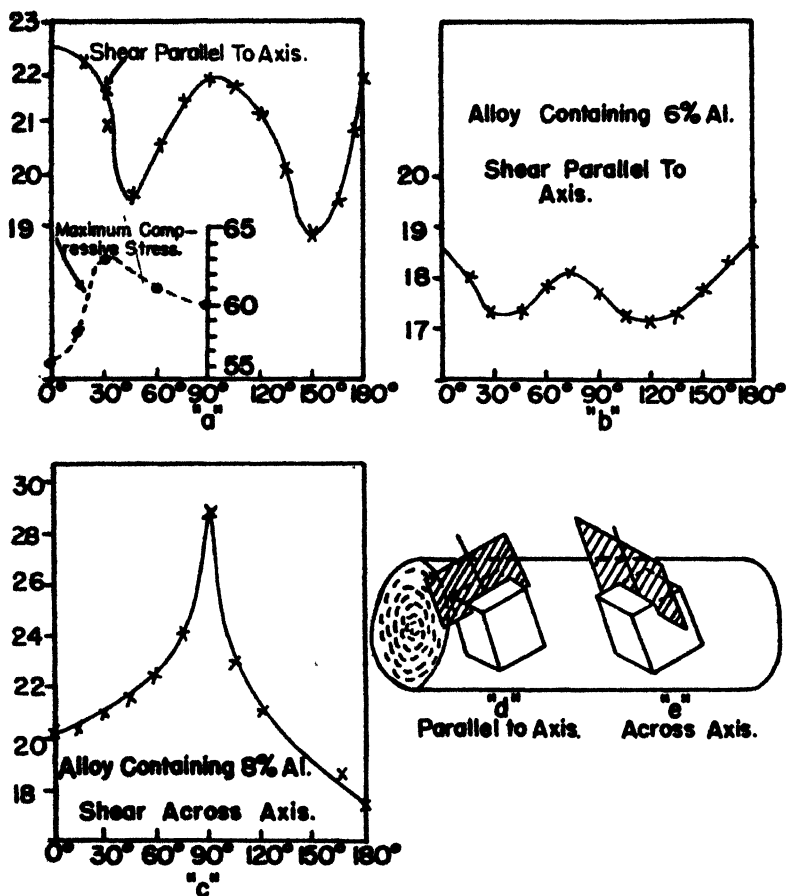 23
22
21
20
19
Shear Parallel To Axis.
Maximum Comp-
ressive Stress.
65
60
55
0° 30° 60° 90° 120° 150° 180°
"a"
Alloy Containing 6% Al.
Shear Parallel To
Axis.
20
19
18
17
0° 30° 60° 90° 120° 150° 180°
"b"
30
28
26
24
22
20
18
Alloy Containing 8% Al.
Shear Across Axis.
0° 30° 60° 90° 120° 150° 180°
"c"
"d"
Parallel to Axis.
"e"
Across Axis.